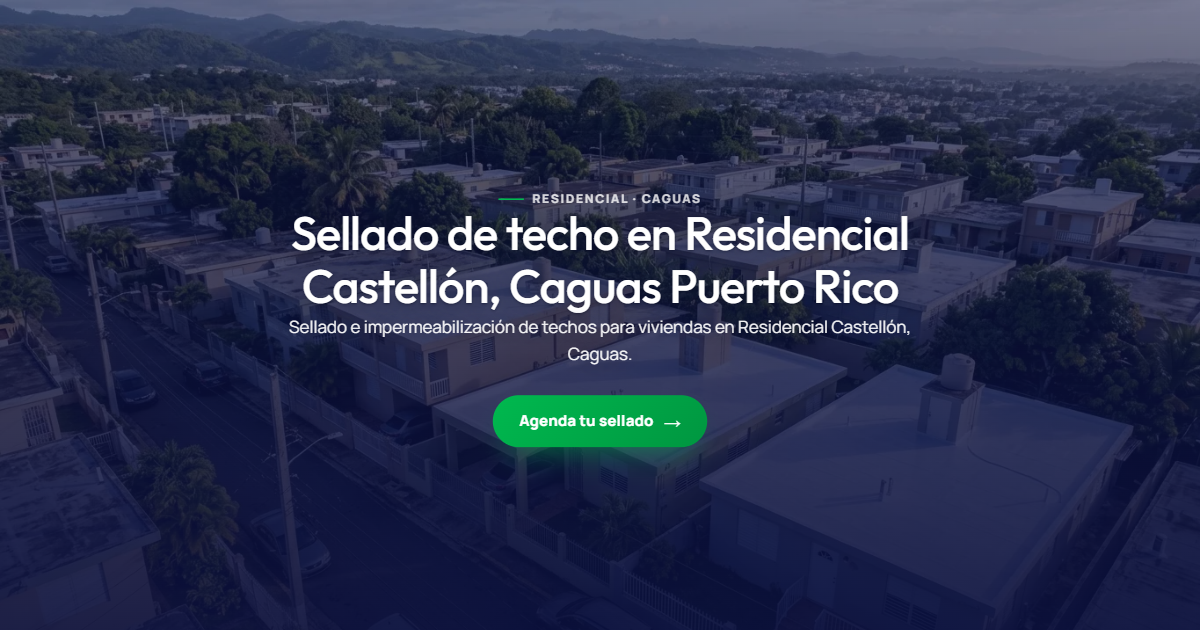 RESIDENCIAL · CAGUAS
Sellado de techo en Residencial
Castellón, Caguas Puerto Rico
Sellado e impermeabilización de techos para viviendas en Residencial Castellón,
Caguas.
Agenda tu sellado →